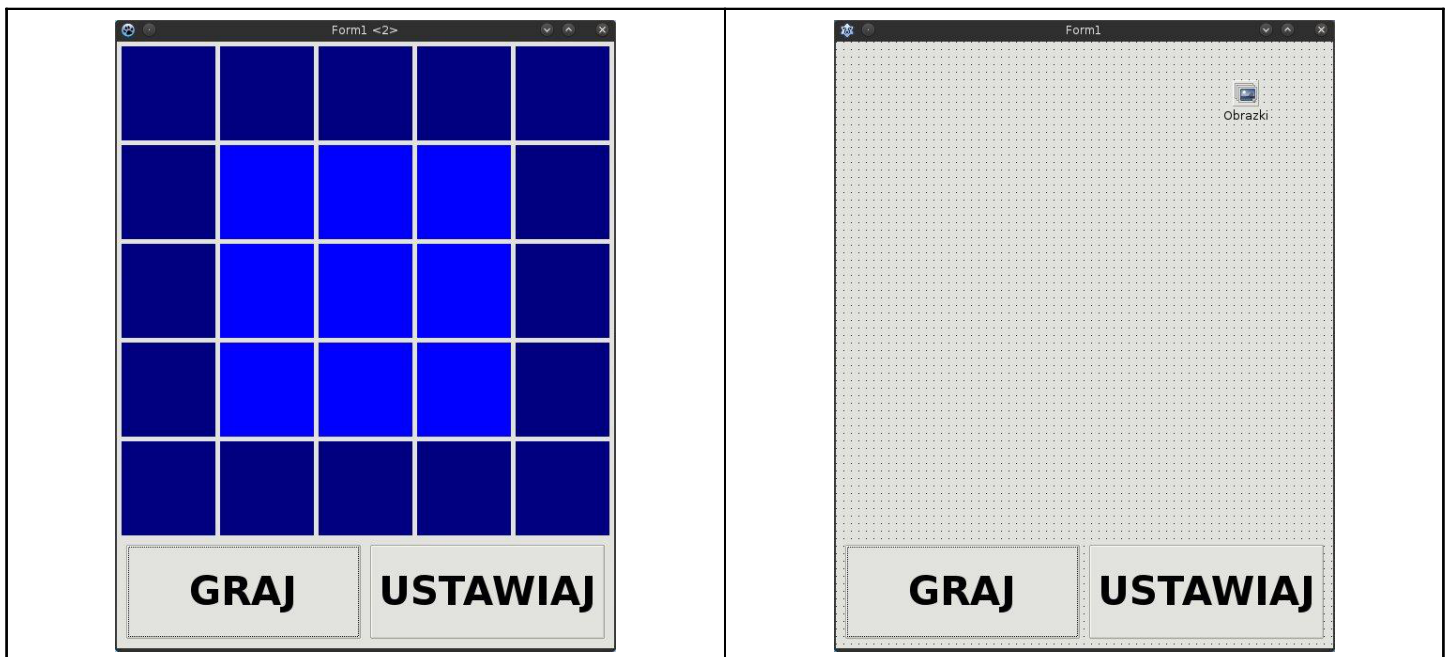 Form1 <2>
GRAJ
USTAWIAJ
Form1
Obrazki
GRAJ
USTAWIAJ